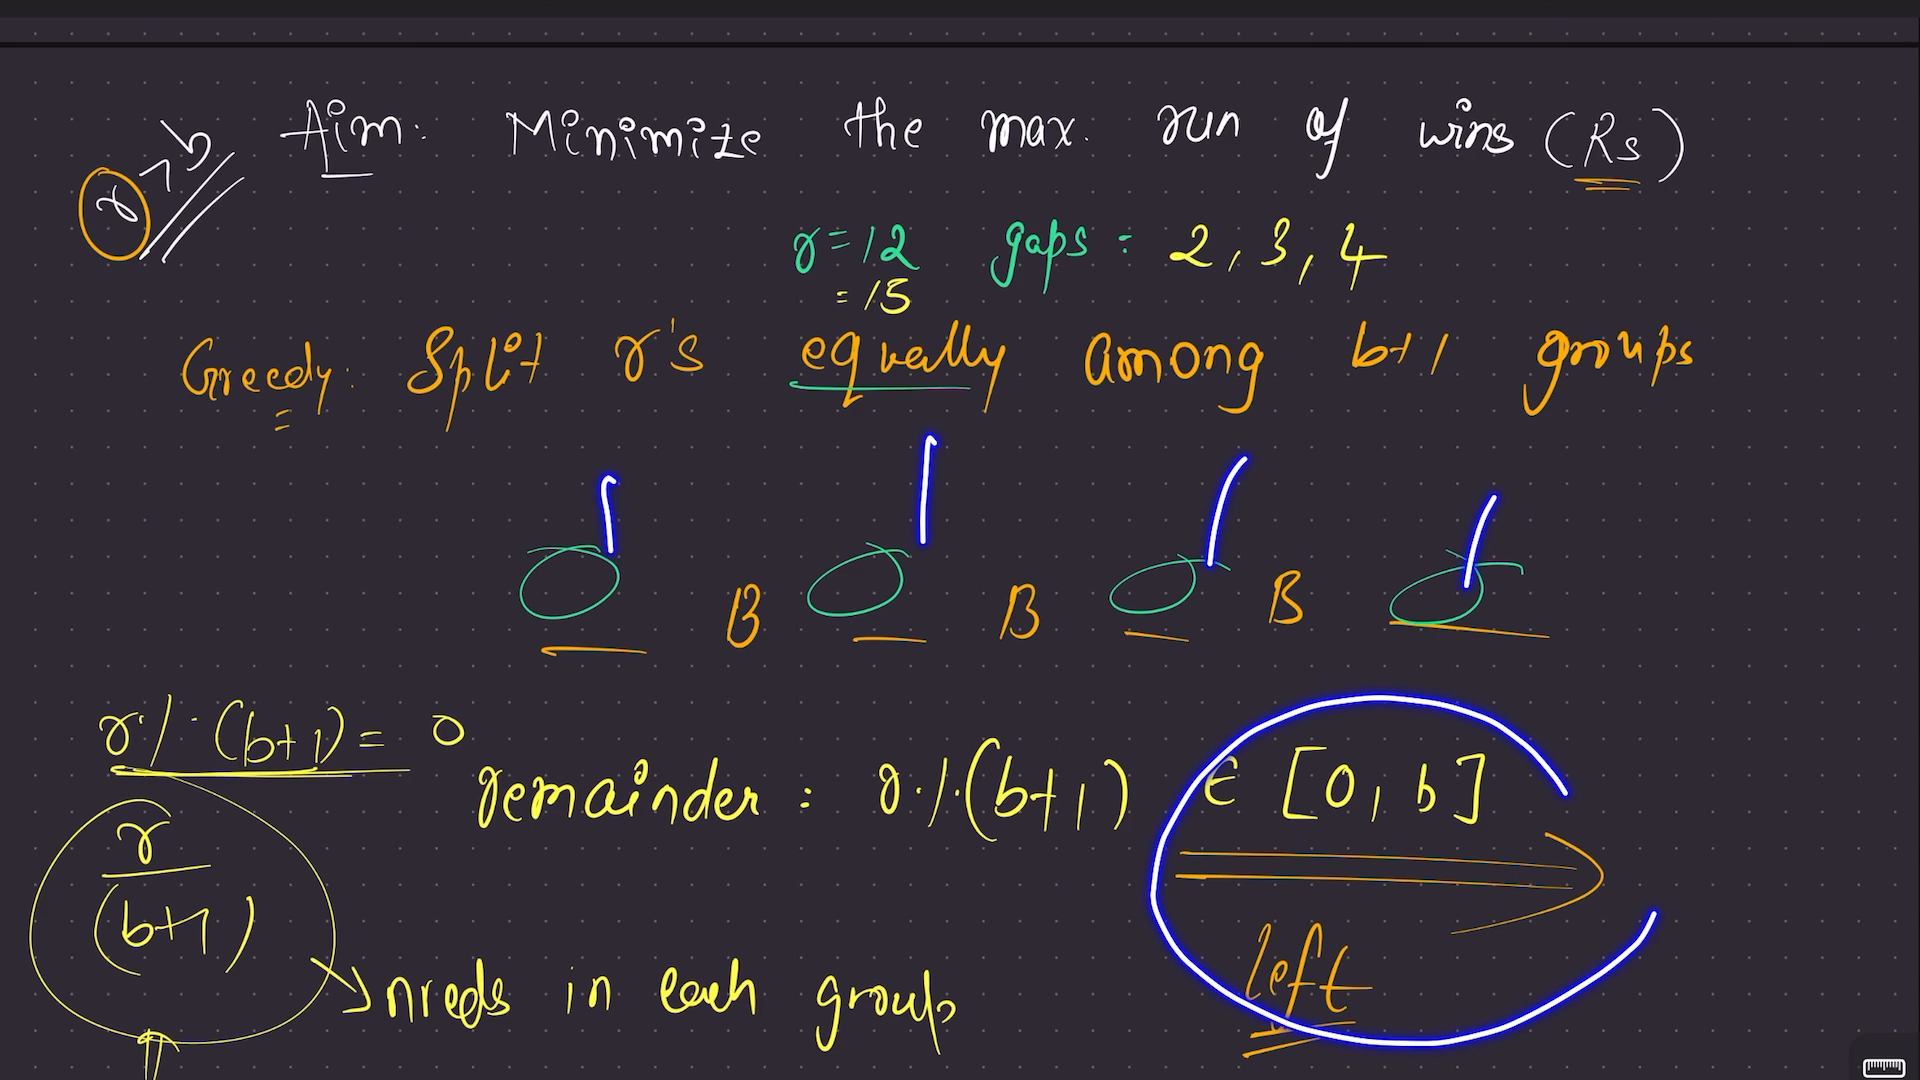 r > b
Aim: Minimize the max. run of wins (Rs)
r = 12 gaps : 2, 3, 4
= 15
Greedy: Split r's equally among b+1 groups
B B B
r % (b+1) = 0
remainder : r % (b+1) ∈ [0, b]
r
(b+1)
left
nreds in each group